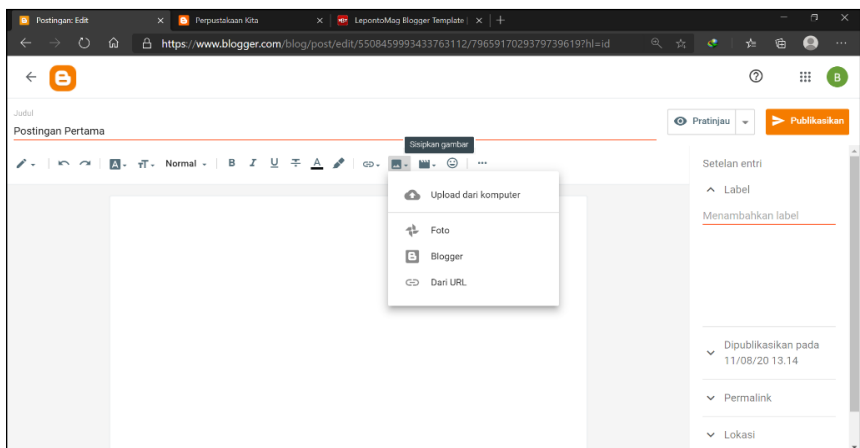 Postingan: Edit
Perpustakaan Kita
LepontoMag Blogger Template |
https://www.blogger.com/blog/post/edit/5508459993433763112/7965917029379739619?hl=id
B
Judul
Postingan Pertama
Pratinjau
Publikasikan
Sisipkan gambar
Normal
B I U T A
Setelan entri
Upload dari komputer
Label
Menambahkan label
Foto
Blogger
Dari URL
Dipublikasikan pada
11/08/20 13.14
Permalink
Lokasi